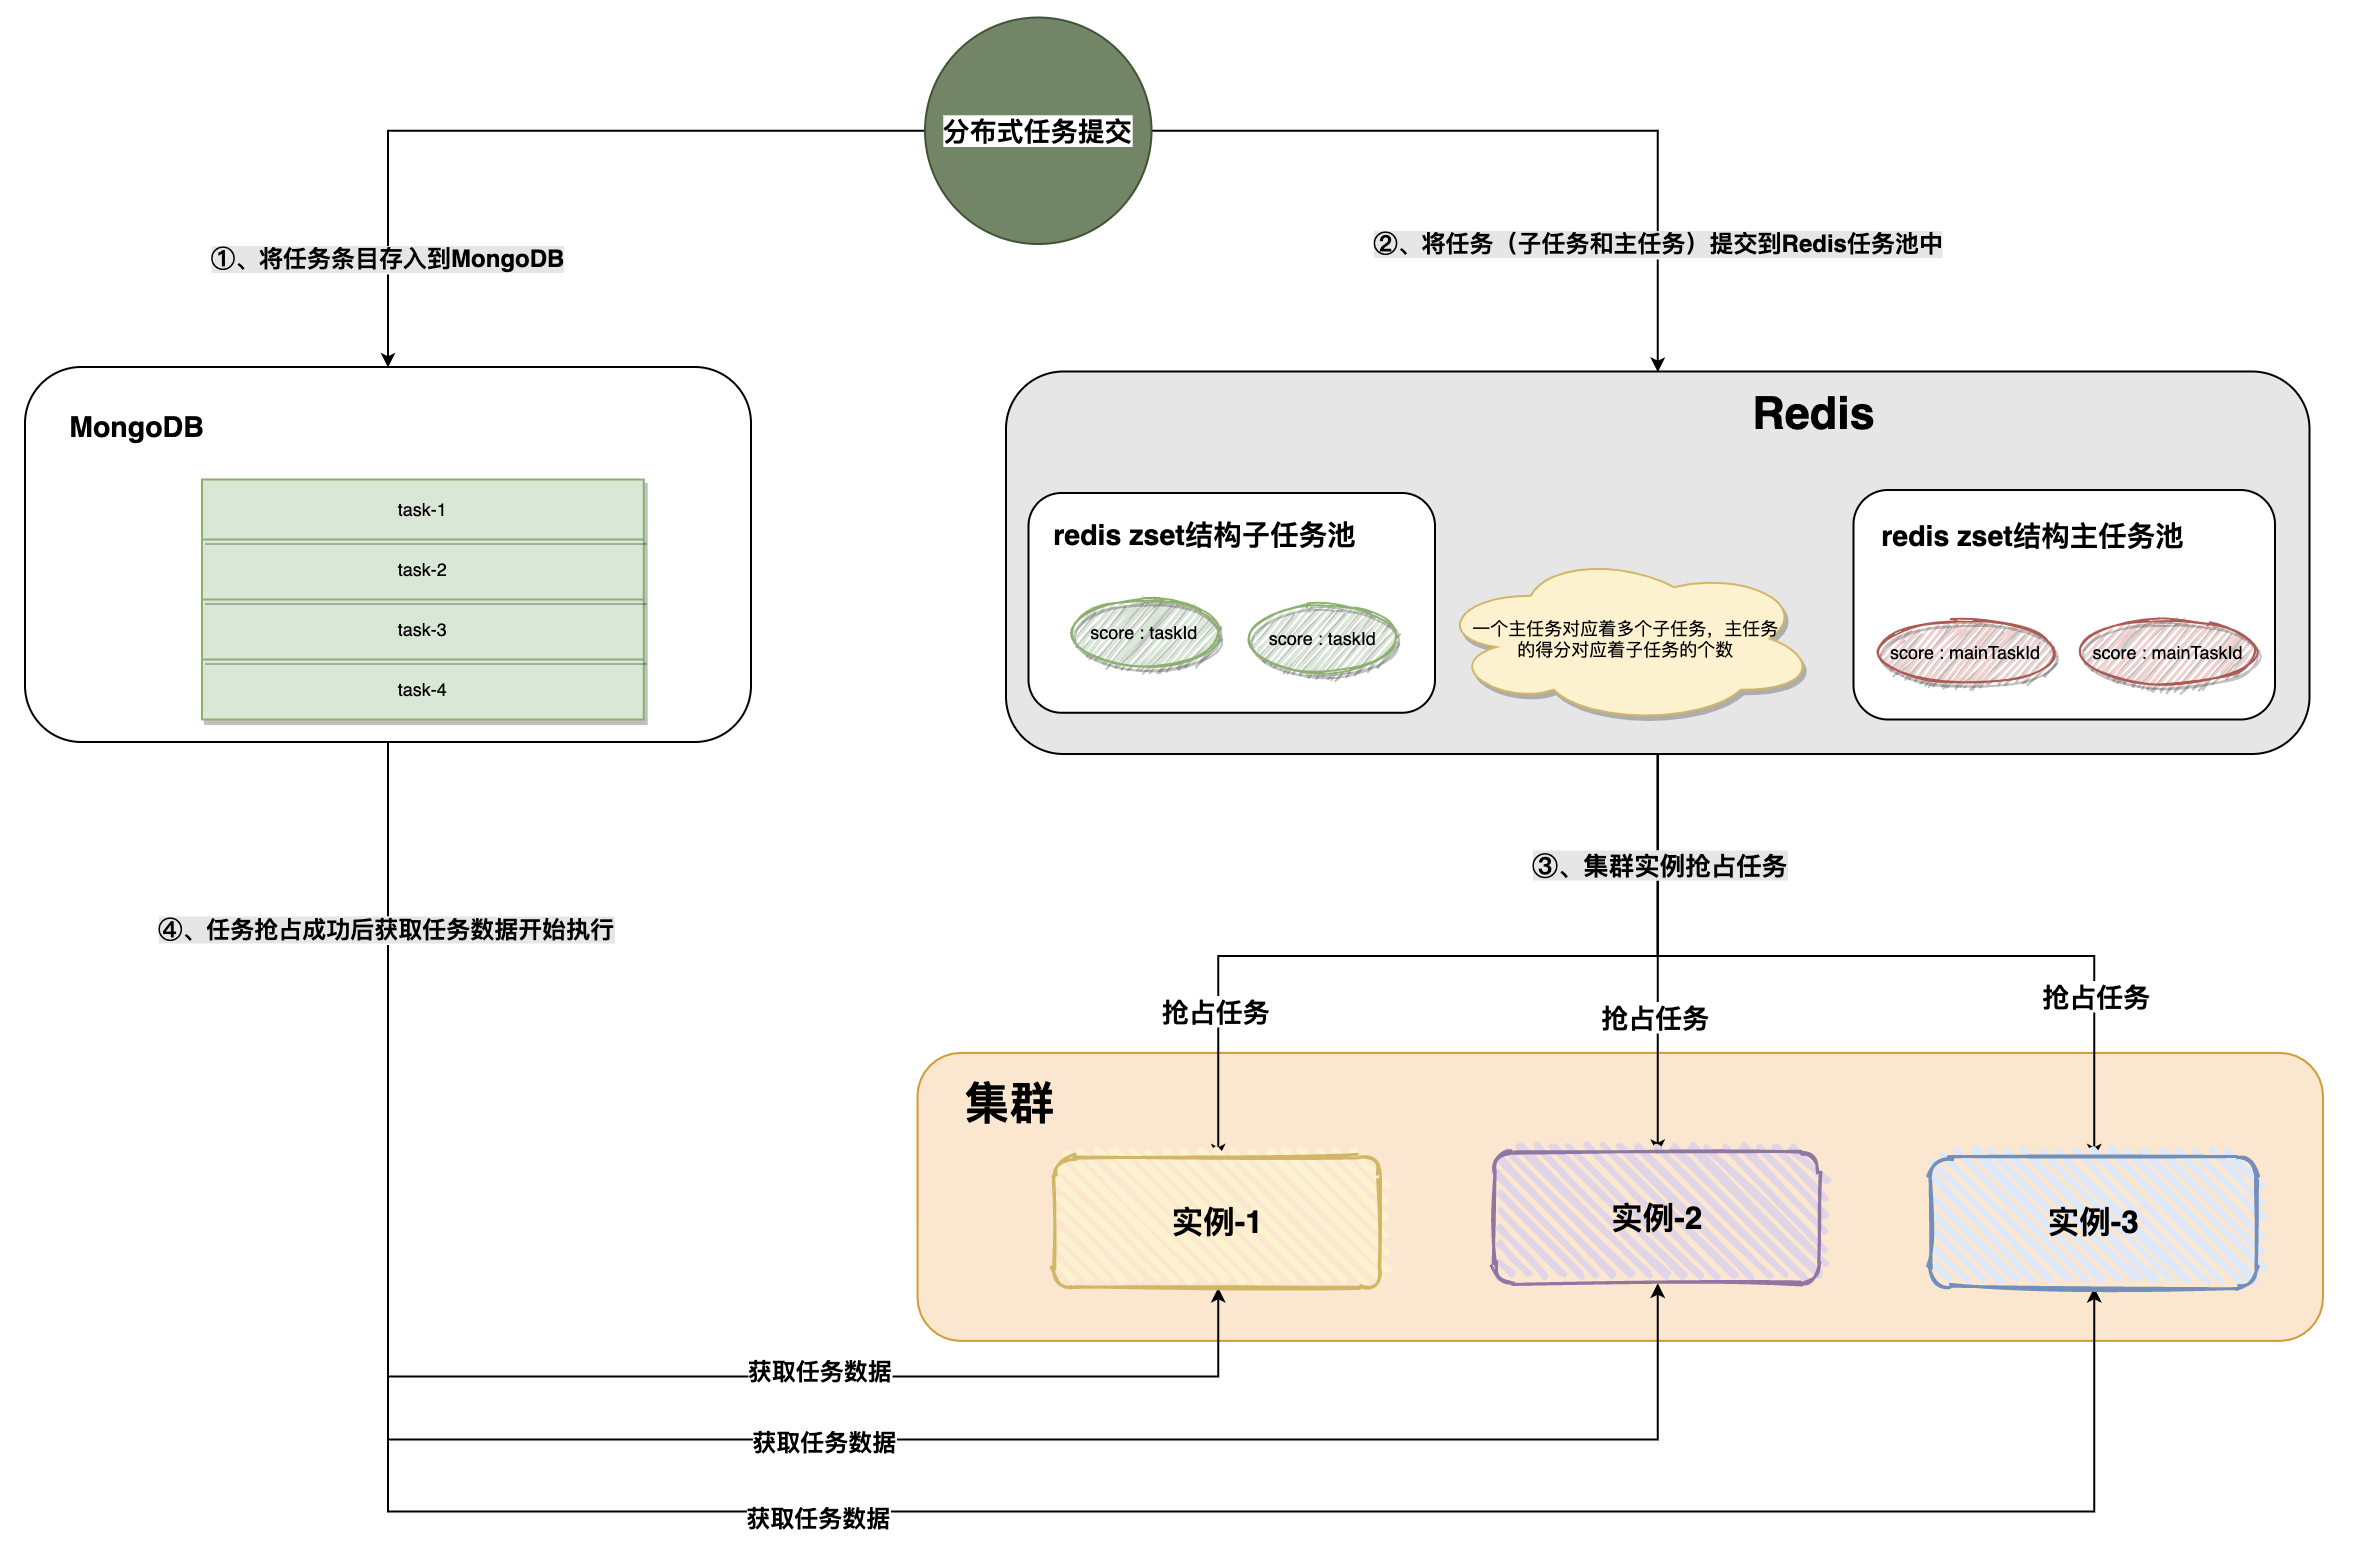 分布式任务提交
①、将任务条目存入到MongoDB
②、将任务（子任务和主任务）提交到Redis任务池中
MongoDB
task-1
task-2
task-3
task-4
Redis
redis zset结构子任务池
score : taskId
score : taskId
一个主任务对应着多个子任务，主任务
的得分对应着子任务的个数
redis zset结构主任务池
score : mainTaskId
score : mainTaskId
③、集群实例抢占任务
④、任务抢占成功后获取任务数据开始执行
抢占任务
抢占任务
抢占任务
集群
实例-1
实例-2
实例-3
获取任务数据
获取任务数据
获取任务数据